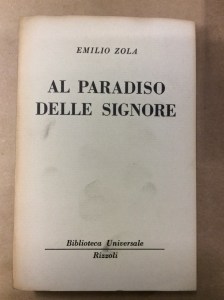 EMILIO ZOLA
AL PARADISO
DELLE SIGNORE
Biblioteca Universale
Rizzoli